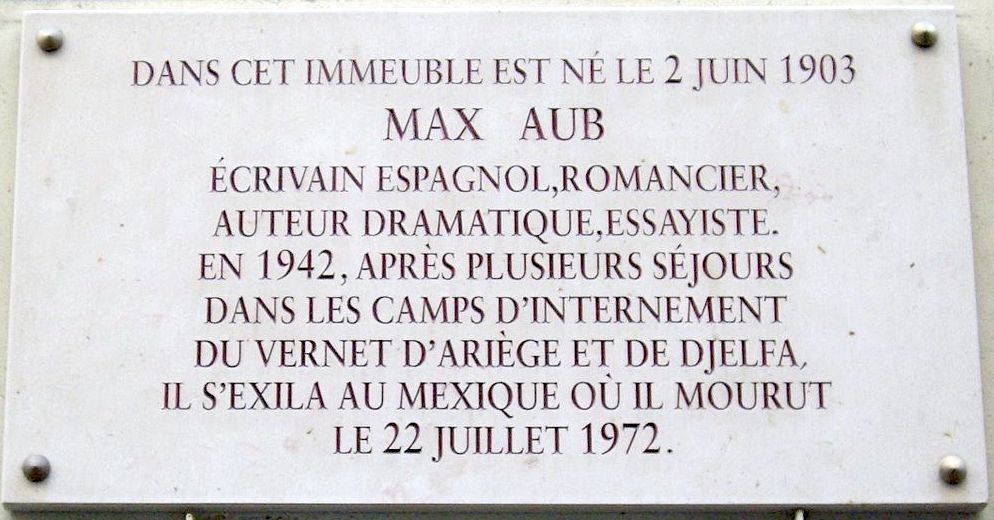 DANS CET IMMEUBLE EST NÉ LE 2 JUIN 1903
MAX AUB
ÉCRIVAIN ESPAGNOL,ROMANCIER,
AUTEUR DRAMATIQUE,ESSAYISTE.
EN 1942, APRÈS PLUSIEURS SÉJOURS
DANS LES CAMPS D'INTERNEMENT
DU VERNET D'ARIÈGE ET DE DJELFA,
IL S'EXILA AU MEXIQUE OÙ IL MOURUT
LE 22 JUILLET 1972.